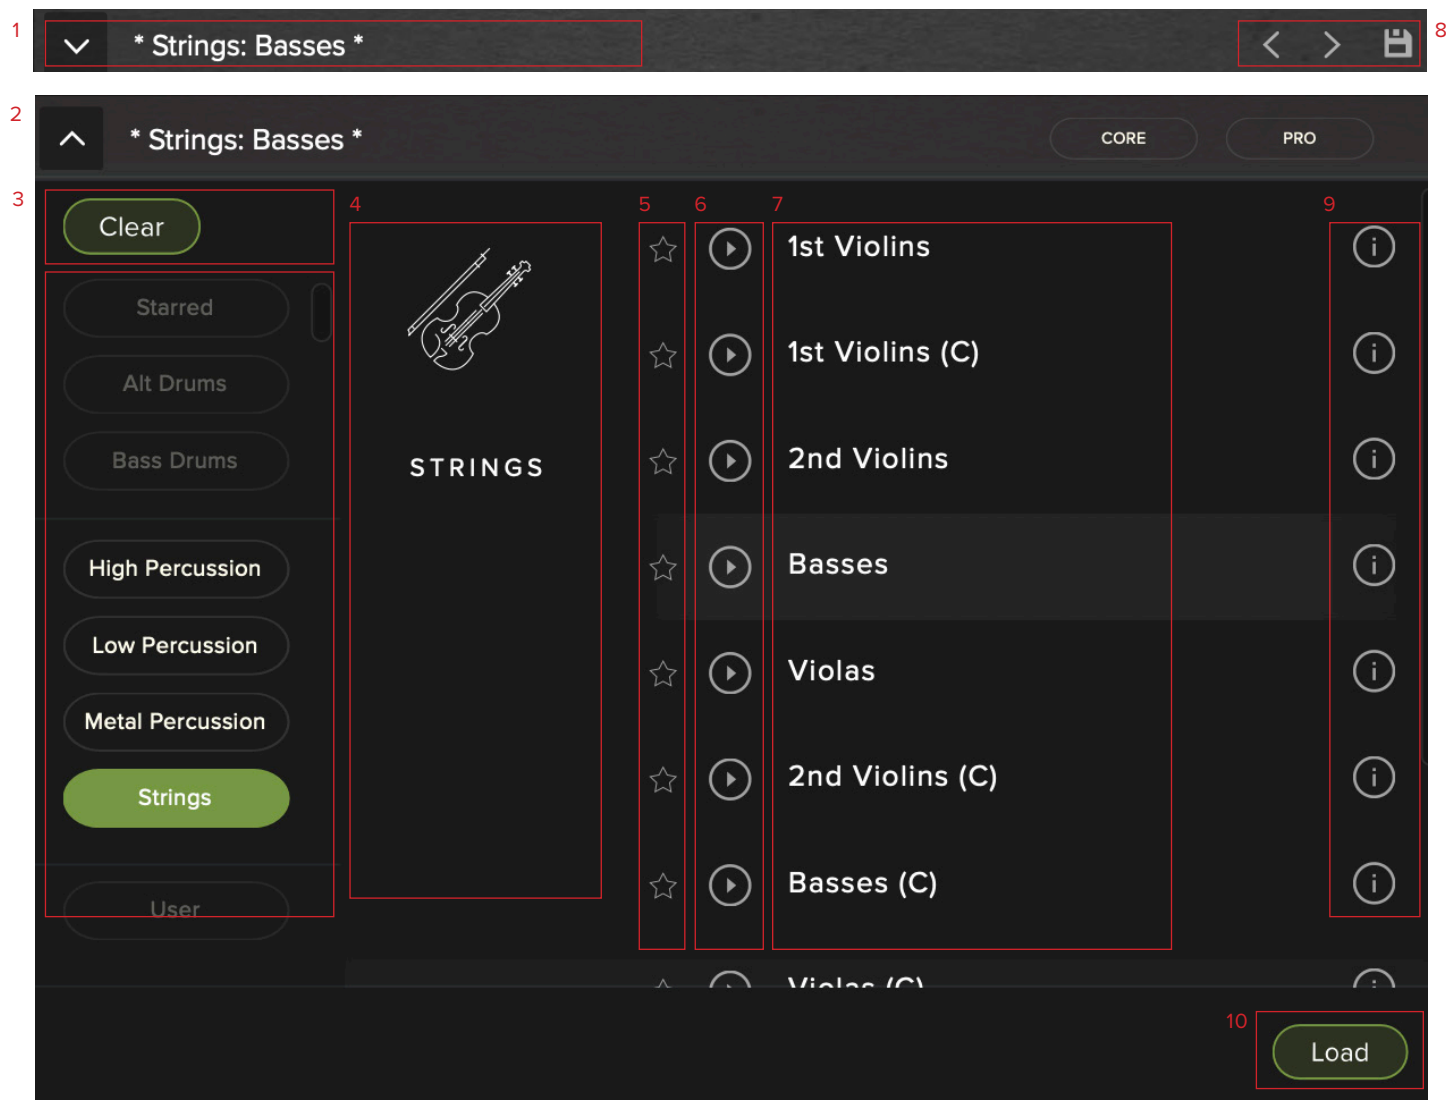 1
* Strings: Basses *
8
2
* Strings: Basses *
CORE
PRO
3
Clear
4
5
6
7
9
Starred
Alt Drums
Bass Drums
High Percussion
Low Percussion
Metal Percussion
Strings
User
STRINGS
1st Violins
1st Violins (C)
2nd Violins
Basses
Violas
2nd Violins (C)
Basses (C)
Violas (C)
10
Load